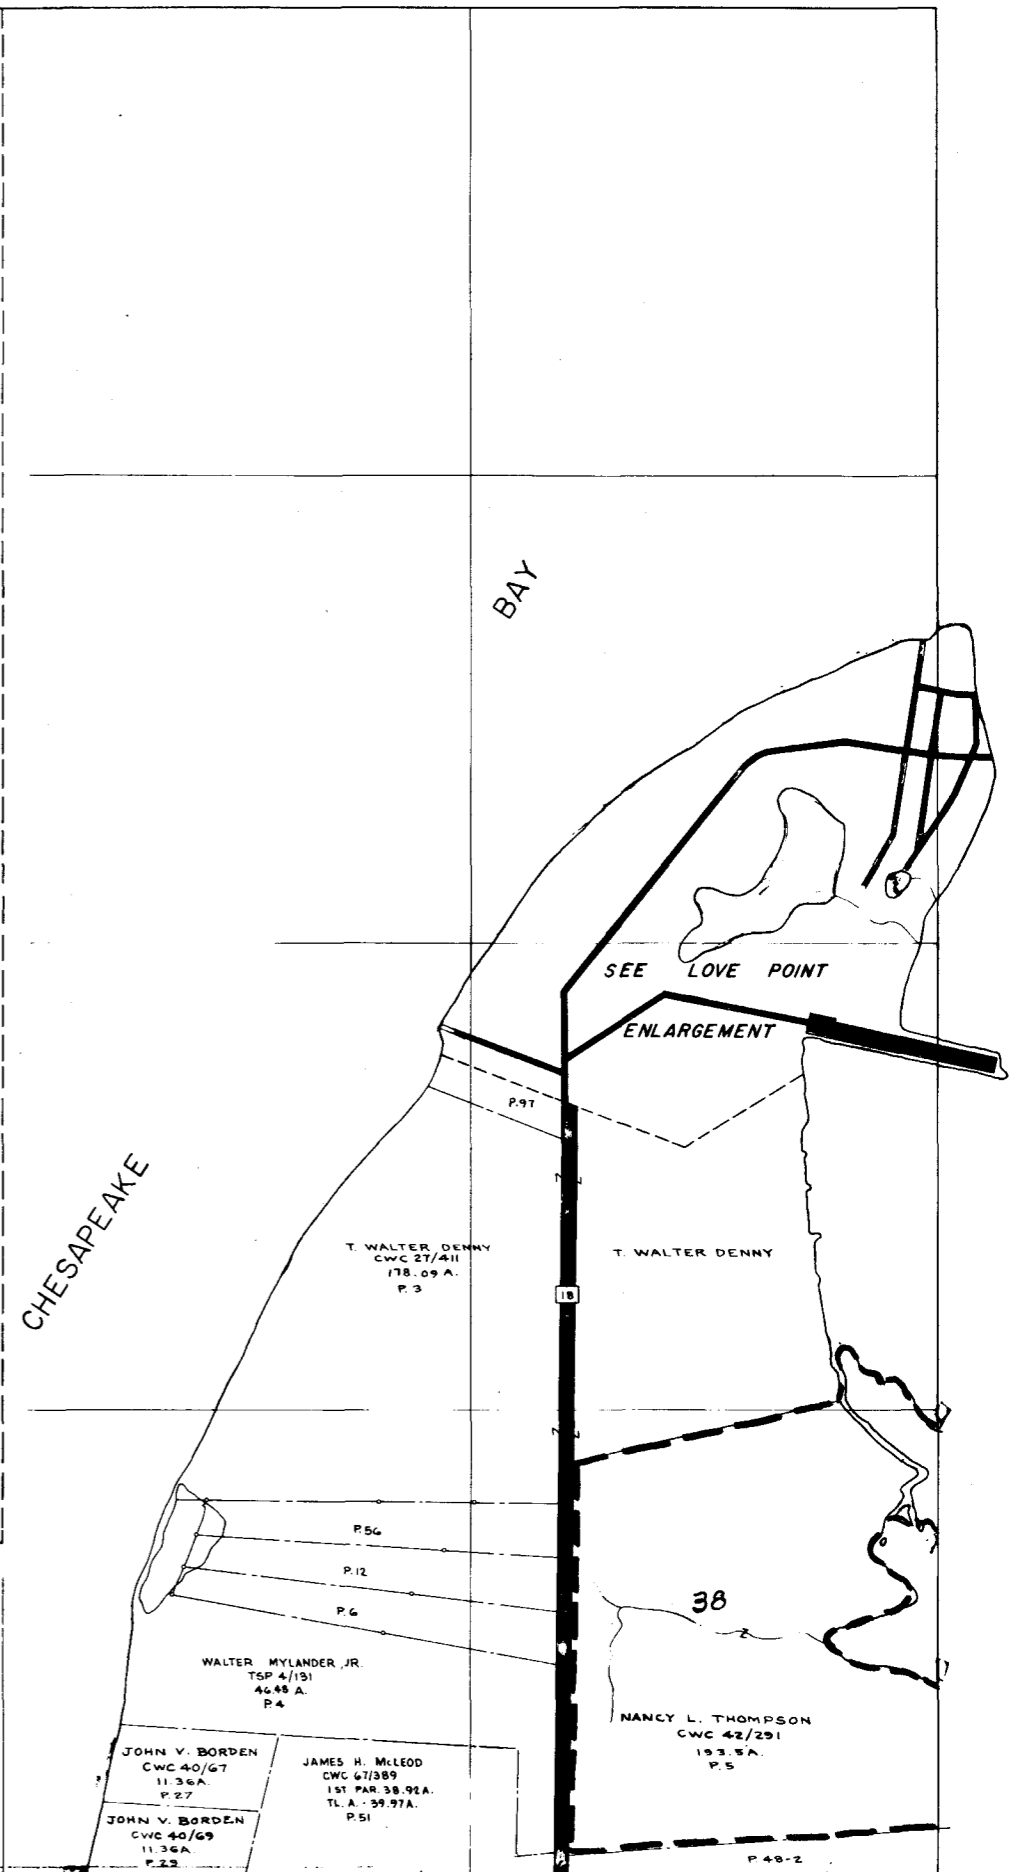 BAY
SEE LOVE POINT
ENLARGEMENT
P.97
CHESAPEAKE
T. WALTER DENNY
CWC 27/411
178.09 A.
P. 3
T. WALTER DENNY
18
P.56
P.12
P.6
38
WALTER MYLANDER, JR.
TSP 4/131
46.48 A.
P.4
NANCY L. THOMPSON
CWC 42/291
193.5A.
P.5
JOHN V. BORDEN
CWC 40/67
11.36A.
P.27
JAMES H. McLEOD
CWC 67/389
1ST PAR. 38.92A.
TL. A. - 39.97A.
P.51
JOHN V. BORDEN
CWC 40/69
11.36A.
P.29
P.48-2